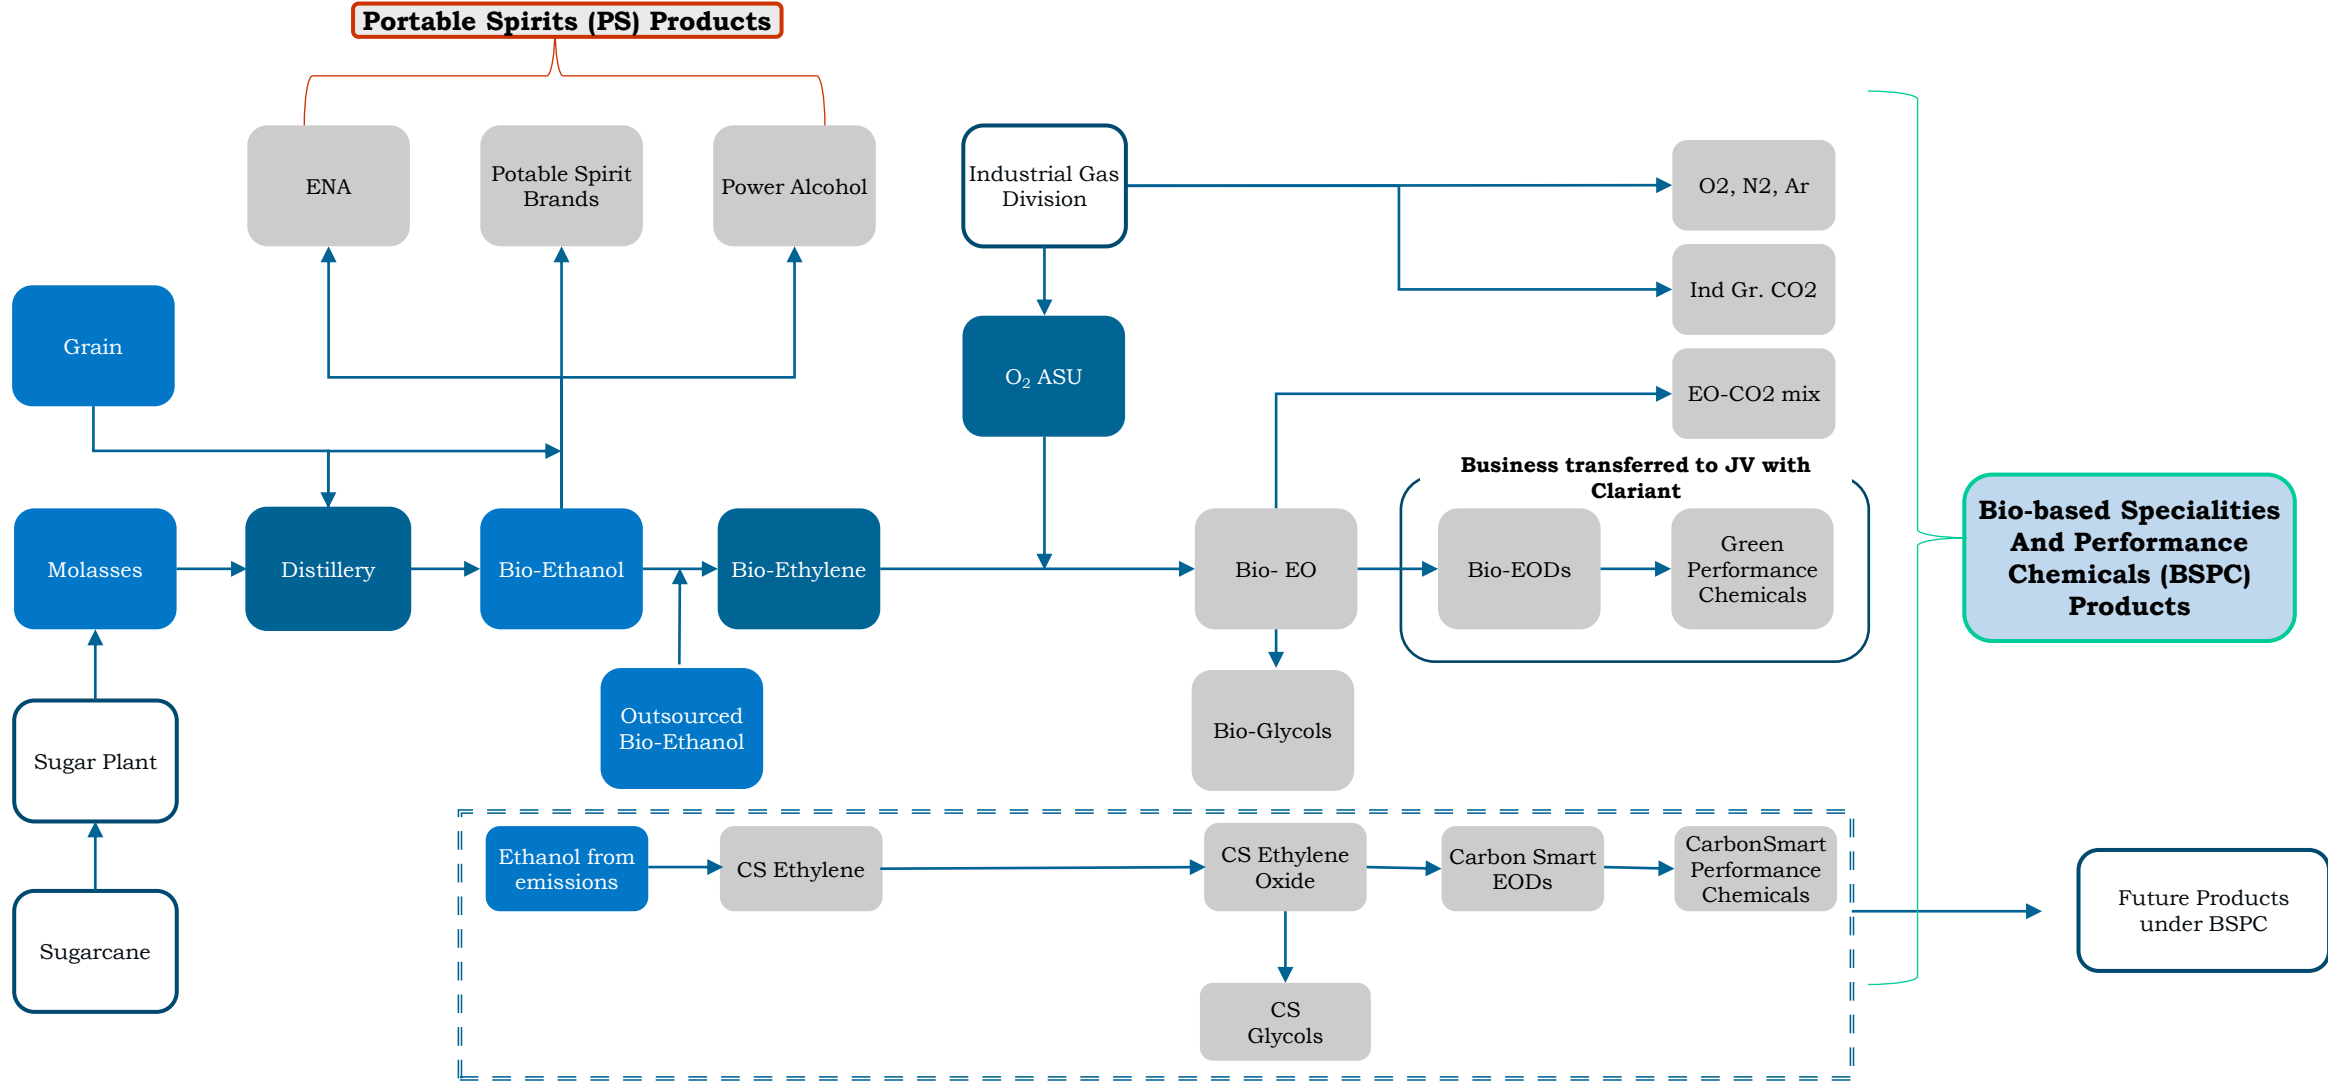 Portable Spirits (PS) Products
ENA
Potable Spirit
Brands
Power Alcohol
Industrial Gas
Division
O2, N2, Ar
Ind Gr. CO2
Grain
O₂ ASU
EO-CO2 mix
Business transferred to JV with
Clariant
Molasses
Distillery
Bio-Ethanol
Bio-Ethylene
Bio- EO
Bio-EODs
Green
Performance
Chemicals
Bio-based Specialities
And Performance
Chemicals (BSPC)
Products
Outsourced
Bio-Ethanol
Bio-Glycols
Sugar Plant
Ethanol from
emissions
CS Ethylene
CS Ethylene
Oxide
Carbon Smart
EODs
CarbonSmart
Performance
Chemicals
Future Products
under BSPC
Sugarcane
CS
Glycols